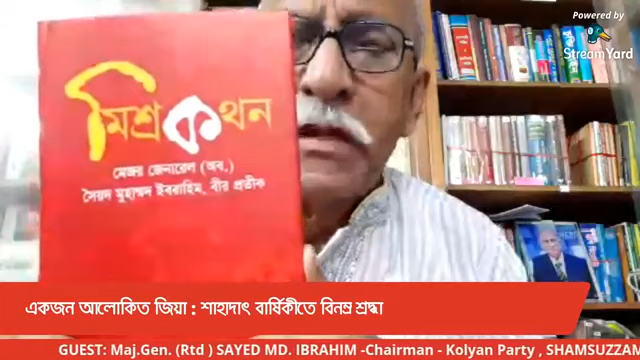 Powered by
StreamYard
মিশ্রকথন
মেজর জেনারেল (অব.)
সৈয়দ মুহাম্মদ ইবরাহিম, বীর প্রতীক
একজন আলোকিত জিয়া : শাহাদাৎ বার্ষিকীতে বিনম্র শ্রদ্ধা
GUEST: Maj.Gen. (Rtd ) SAYED MD. IBRAHIM -Chairman - Kolyan Party , SHAMSUZZAM